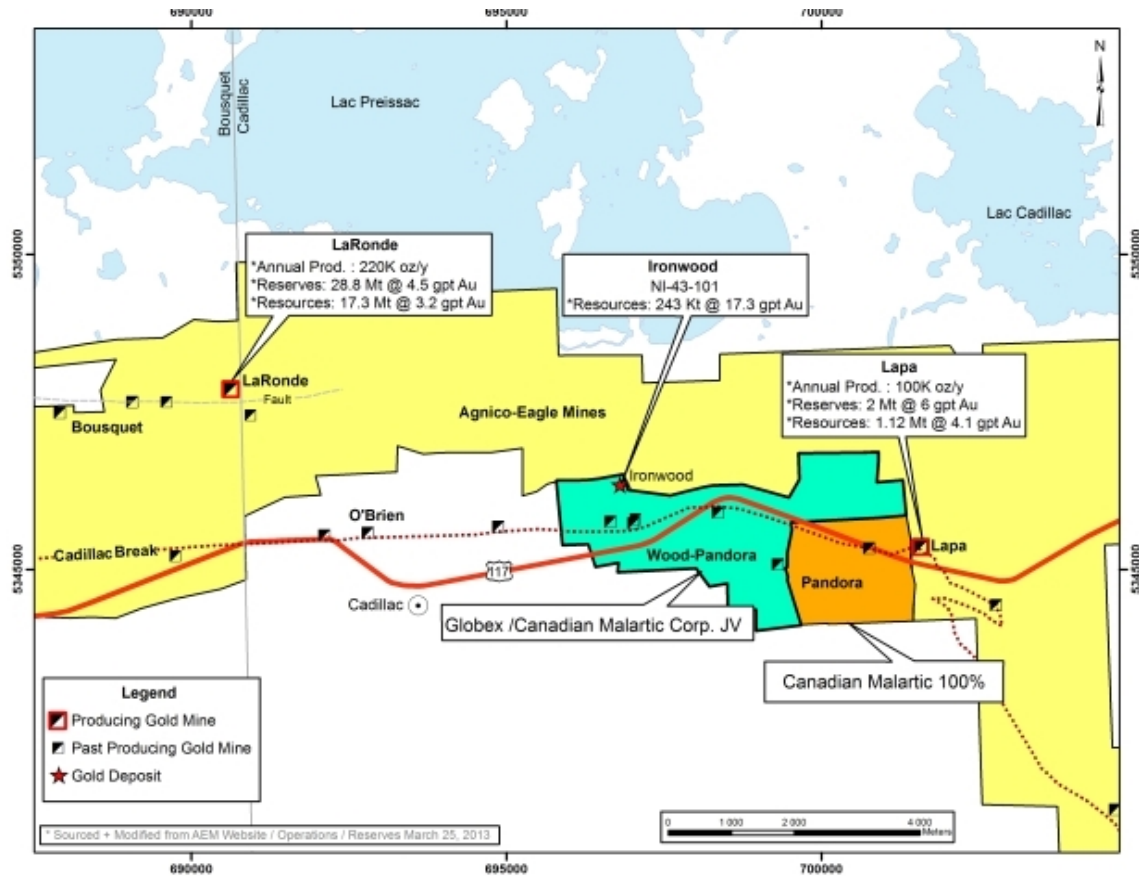 690000
695000
700000
N
Bousquet
Cadillac
Lac Preissac
Lac Cadillac
5350000
5350000
LaRonde
*Annual Prod. : 220K oz/y
*Reserves: 28.8 Mt @ 4.5 gpt Au
*Resources: 17.3 Mt @ 3.2 gpt Au
Ironwood
NI-43-101
*Resources: 243 Kt @ 17.3 gpt Au
Lapa
*Annual Prod. : 100K oz/y
*Reserves: 2 Mt @ 6 gpt Au
*Resources: 1.12 Mt @ 4.1 gpt Au
LaRonde
Fault
Bousquet
Agnico-Eagle Mines
Ironwood
O'Brien
Cadillac Break
Lapa
Wood-Pandora
Pandora
117
5345000
5345000
Cadillac
Globex /Canadian Malartic Corp. JV
Canadian Malartic 100%
Legend
Producing Gold Mine
Past Producing Gold Mine
Gold Deposit
* Sourced + Modified from AEM Website / Operations / Reserves March 25, 2013
0 1 000 2 000 4 000
Meters
690000
695000
700000